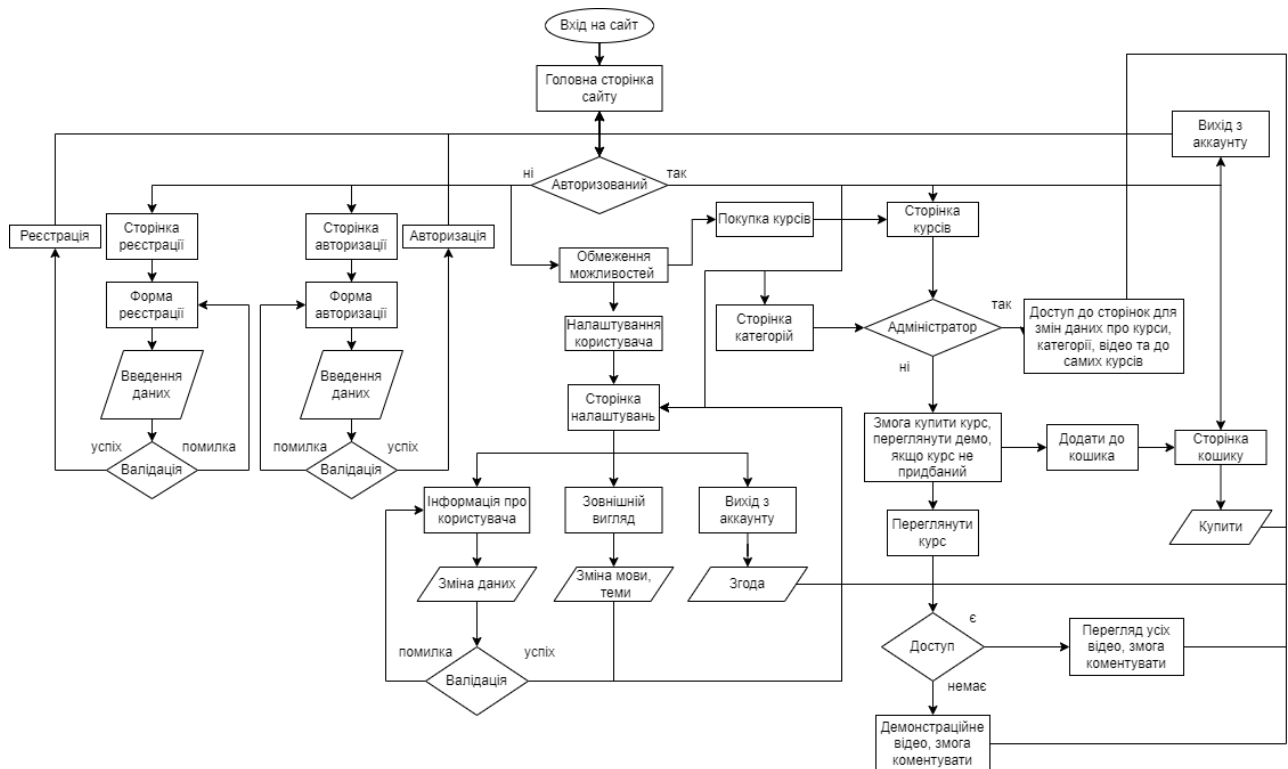 Вхід на сайт
Головна сторінка
сайту
Вихід з
аккаунту
ні
Авторизований
так
Реєстрація
Сторінка
реєстрації
Сторінка
авторизації
Авторизація
Покупка курсів
Сторінка
курсів
Обмеження
можливостей
Форма
реєстрації
Форма
авторизації
Налаштування
користувача
Сторінка
категорій
Адміністратор
так
Доступ до сторінок для
змін даних про курси,
категорії, відео та до
самих курсів
ні
Введення
даних
Введення
даних
Сторінка
налаштувань
Змога купити курс,
переглянути демо,
якщо курс не
придбаний
Додати до
кошика
Сторінка
кошику
успіх
Валідація
помилка
помилка
Валідація
успіх
Інформація про
користувача
Зовнішній
вигляд
Вихід з
аккаунту
Переглянути
курс
Купити
Зміна даних
Зміна мови,
теми
Згода
помилка
Валідація
успіх
Доступ
є
Перегляд усіх
відео, змога
коментувати
немає
Демонстраційне
відео, змога
коментувати